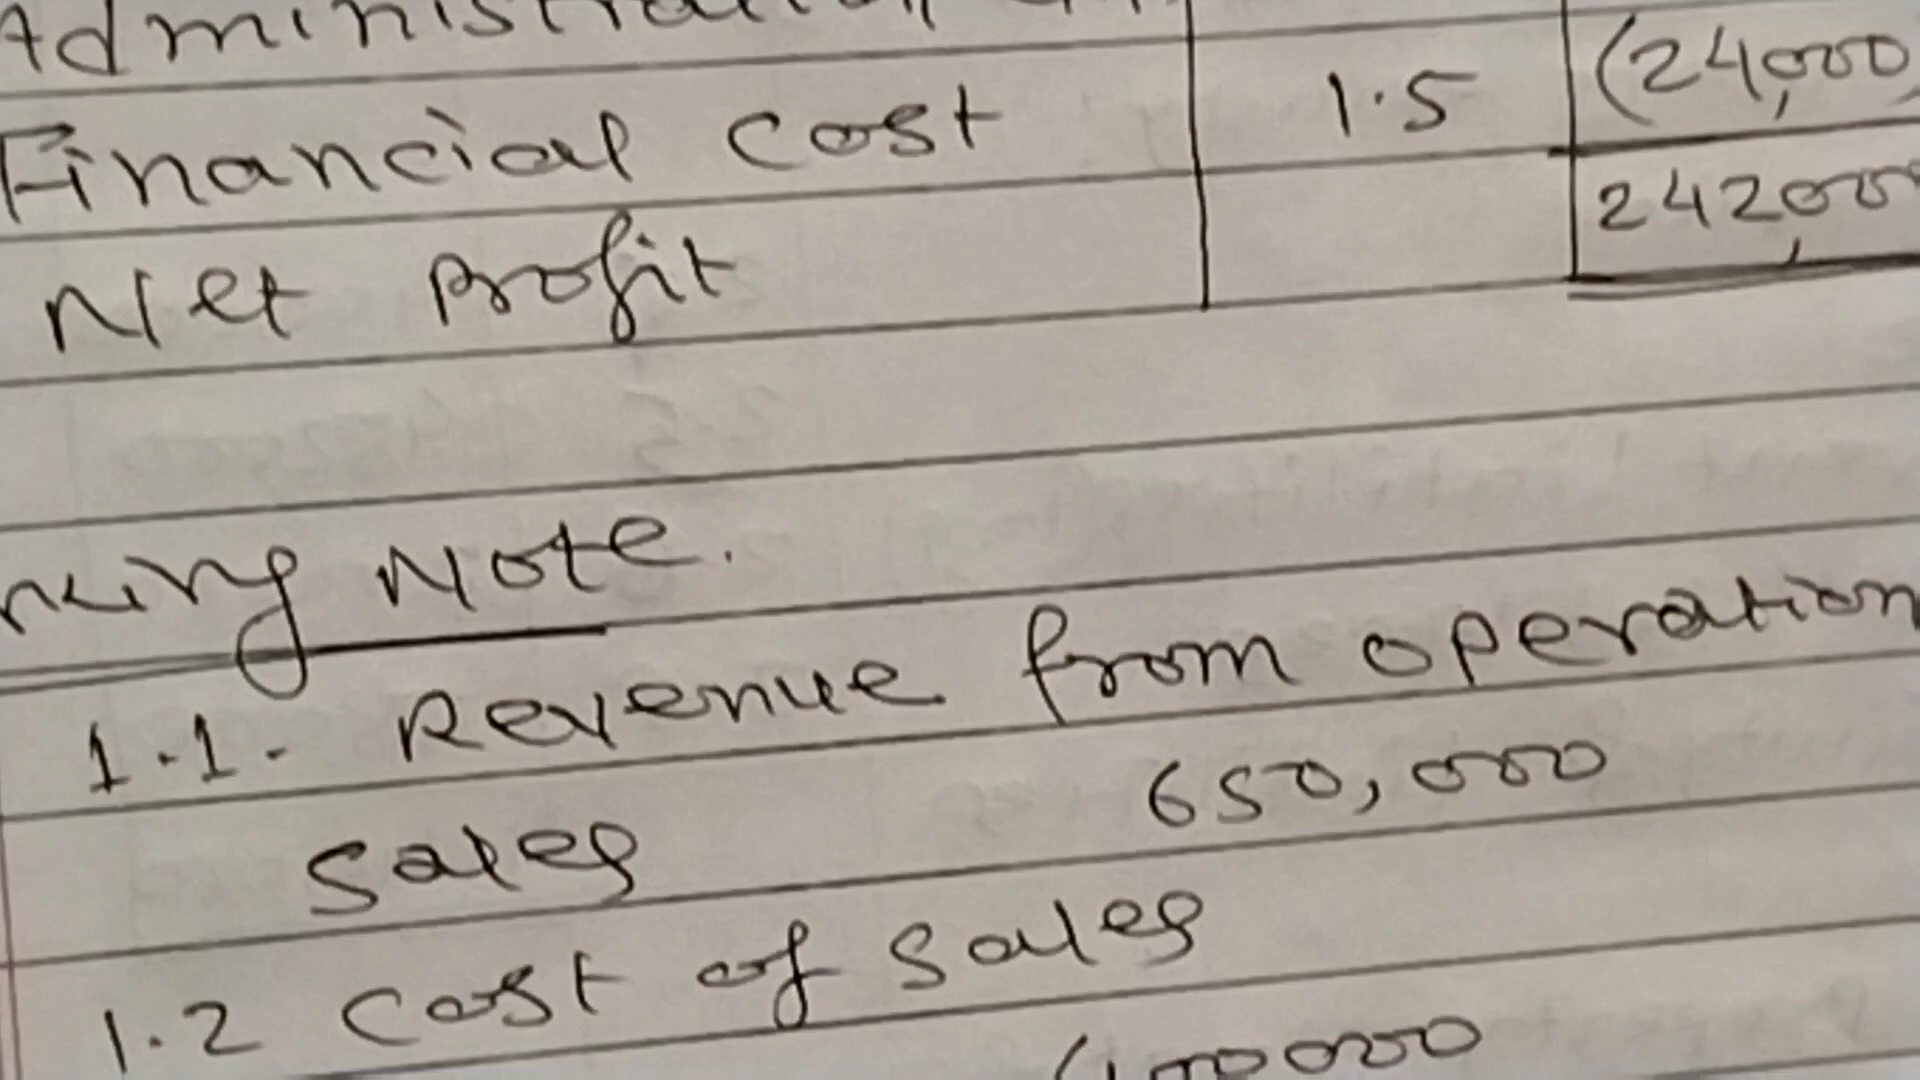 Administration
Financial cost 1.5 (24,000
Net Profit 242,000
Note.
1.1. Revenue from operation
Sales 650,000
1.2 Cost of Sales